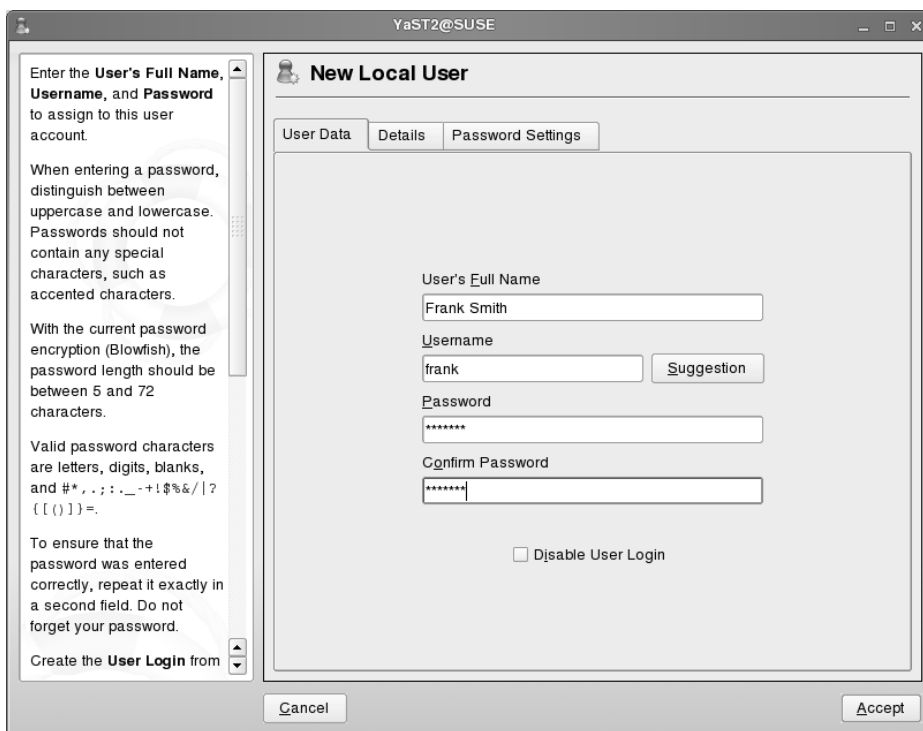 YaST2@SUSE
Enter the User's Full Name,
Username, and Password
to assign to this user
account.
When entering a password,
distinguish between
uppercase and lowercase.
Passwords should not
contain any special
characters, such as
accented characters.
With the current password
encryption (Blowfish), the
password length should be
between 5 and 72
characters.
Valid password characters
are letters, digits, blanks,
and #*,.;:._-+!$%&/|?
{[()]}=.
To ensure that the
password was entered
correctly, repeat it exactly in
a second field. Do not
forget your password.
Create the User Login from
New Local User
User Data Details Password Settings
User's Full Name
Frank Smith
Username
frank Suggestion
Password
*******
Confirm Password
*******
Disable User Login
Cancel Accept